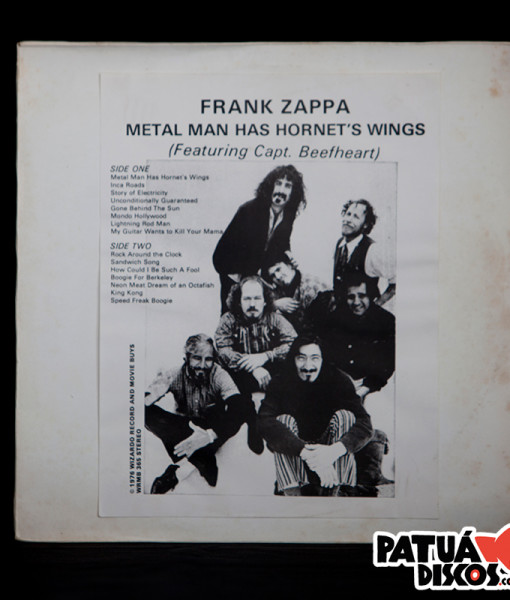 FRANK ZAPPA
METAL MAN HAS HORNET'S WINGS
(Featuring Capt. Beefheart)
SIDE ONE
Metal Man Has Hornet's Wings
Inca Roads
Story of Electricity
Unconditionally Guaranteed
Gone Behind The Sun
Mondo Hollywood
Lightning Rod Man
My Guitar Wants to Kill Your Mama
SIDE TWO
Rock Around the Clock
Sandwich Song
How Could I Be Such A Fool
Boogie For Berkeley
Neon Meat Dream of an Octafish
King Kong
Speed Freak Boogie
© 1976 WIZARDO RECORD AND MOVIE BUYS
WRMB 365 STEREO
PATUÁ
DISCOS.co